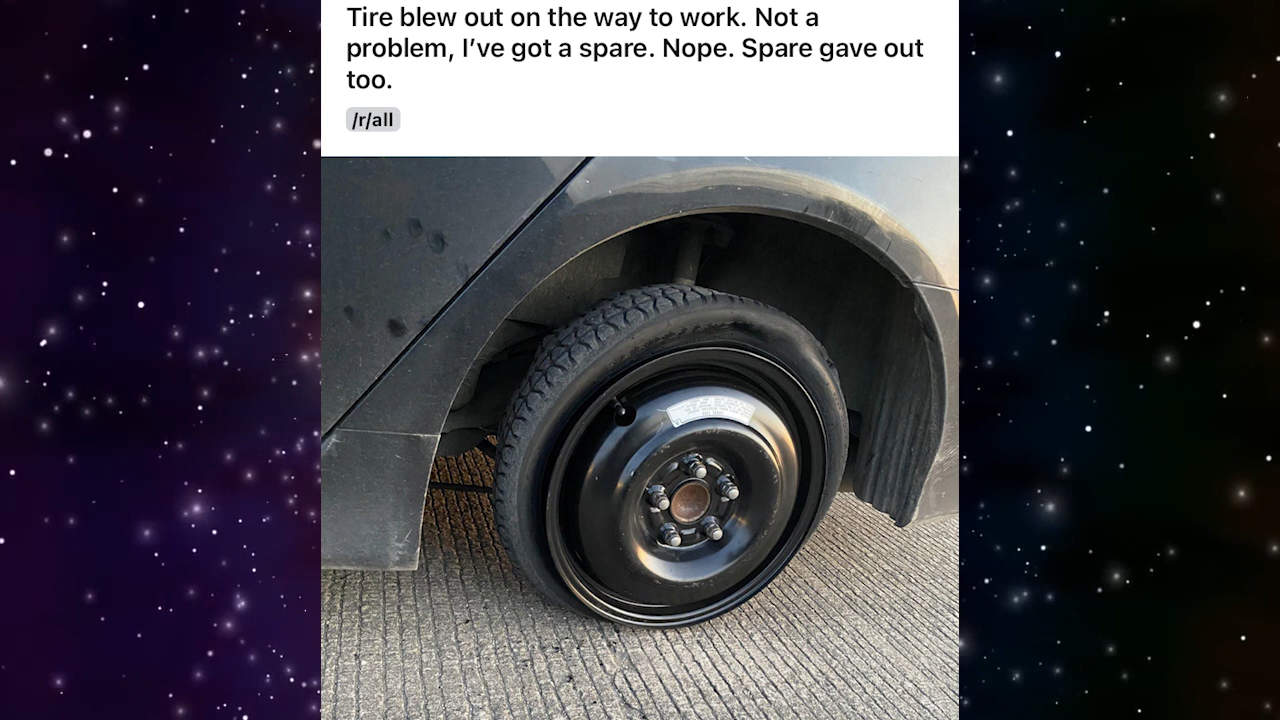 Tire blew out on the way to work. Not a
problem, I’ve got a spare. Nope. Spare gave out
too.
/r/all